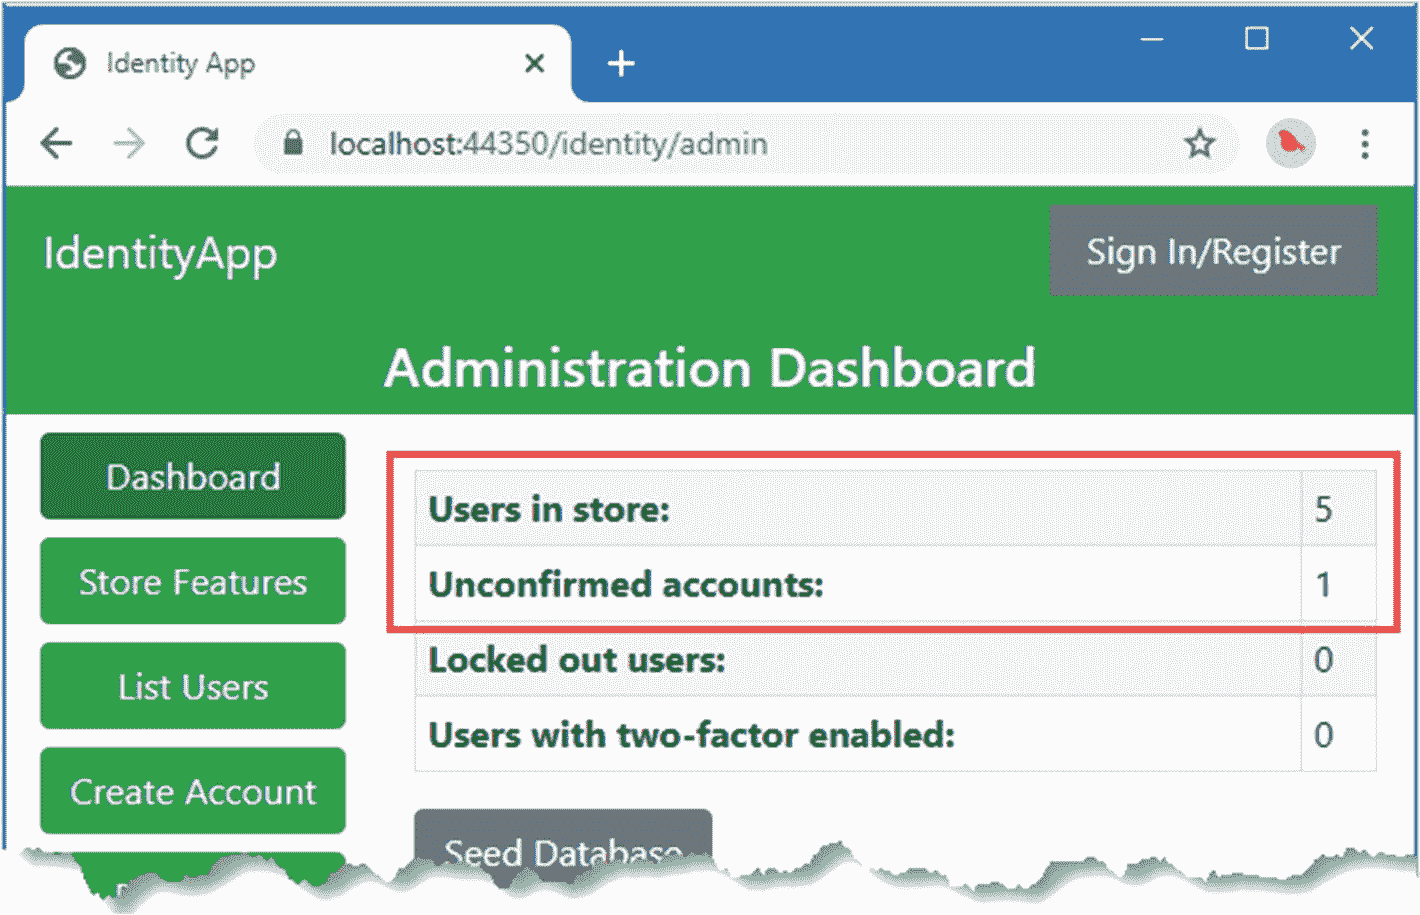 Identity App
localhost:44350/identity/admin
IdentityApp
Sign In/Register
Administration Dashboard
Dashboard
Store Features
List Users
Create Account
Users in store: 5
Unconfirmed accounts: 1
Locked out users: 0
Users with two-factor enabled: 0
Seed Database